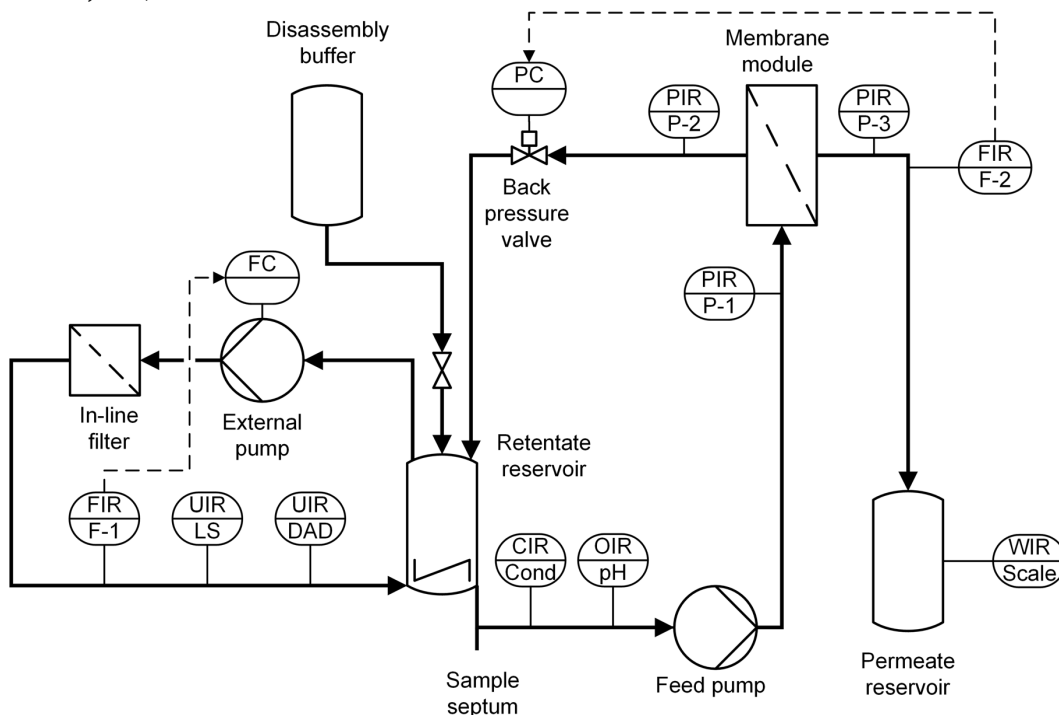 Disassembly
buffer
Membrane
module
PC
PIR
P-2
PIR
P-3
FIR
F-2
Back
pressure
valve
FC
PIR
P-1
In-line
filter
External
pump
Retentate
reservoir
FIR
F-1
UIR
LS
UIR
DAD
CIR
Cond
OIR
pH
WIR
Scale
Sample
septum
Feed pump
Permeate
reservoir